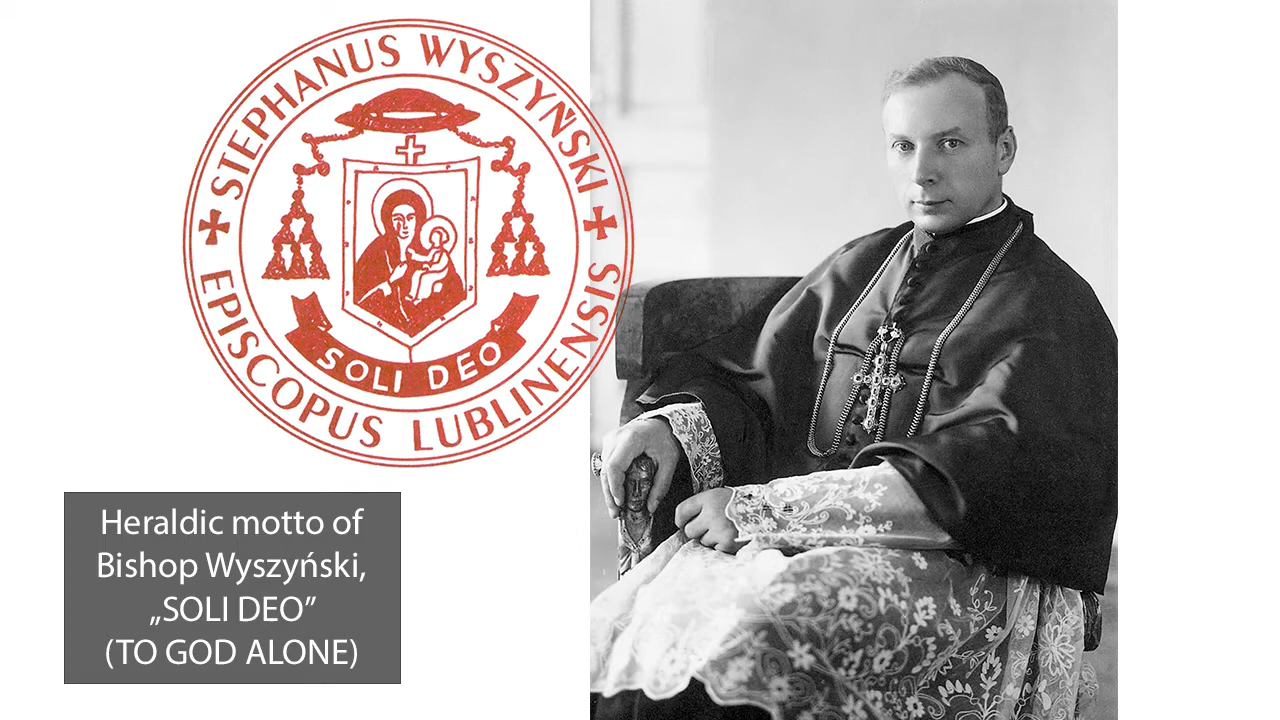 STEPHANUS WYSZYŃSKI
EPISCOPUS LUBLINENSIS
SOLI DEO
Heraldic motto of
Bishop Wyszyński,
„SOLI DEO”
(TO GOD ALONE)